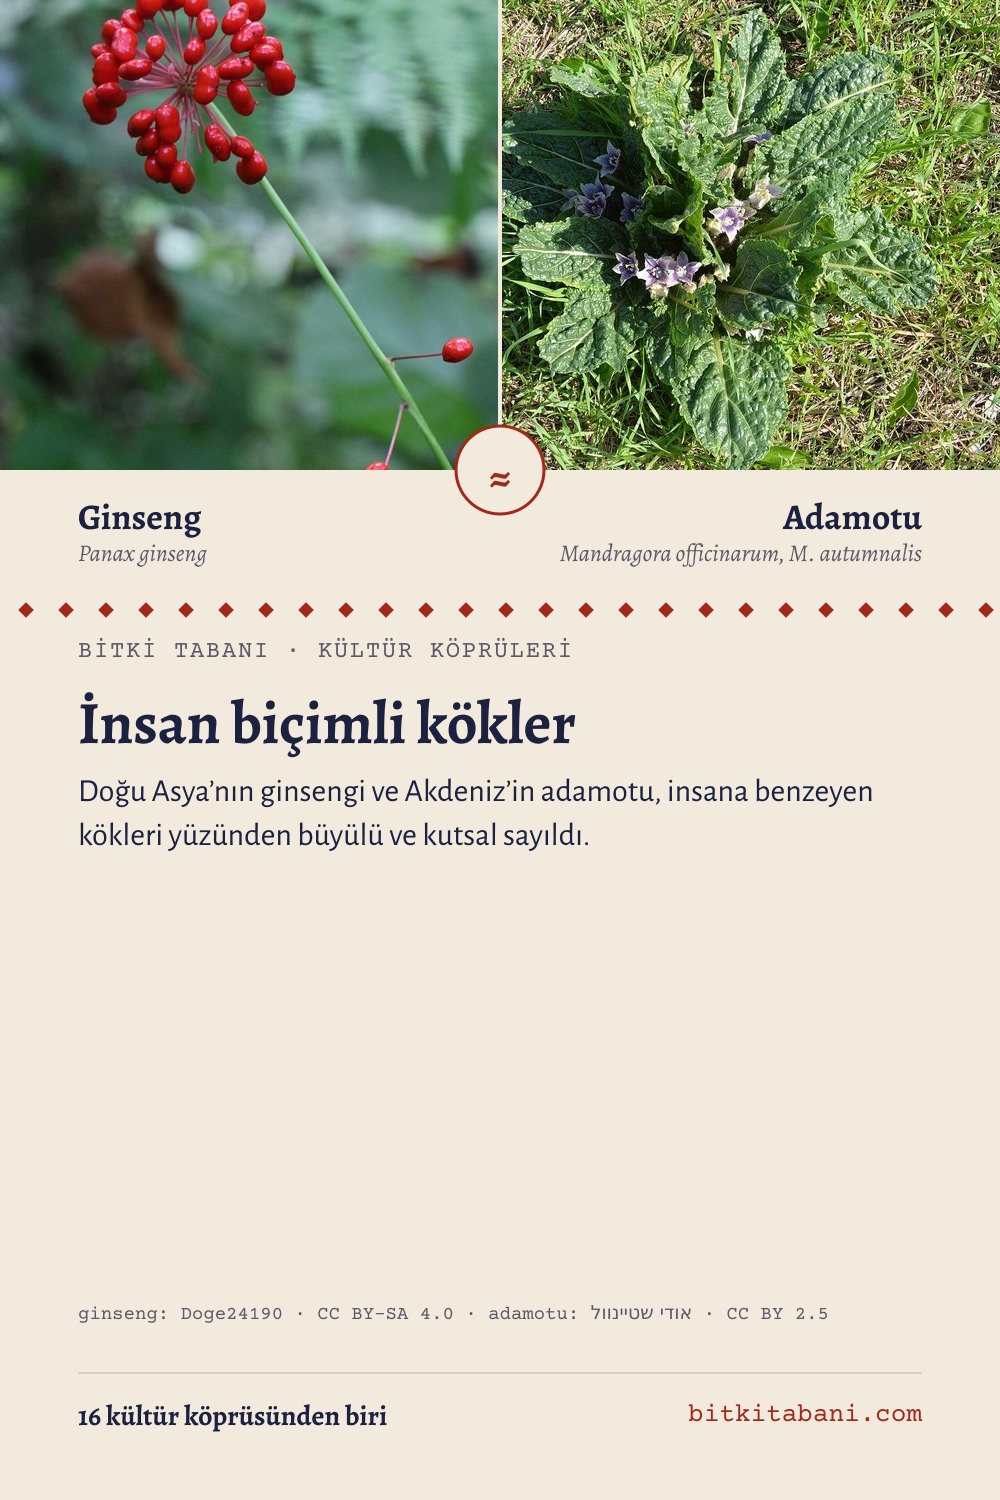 ≈
Ginseng
Panax ginseng
Adamotu
Mandragora officinarum, M. autumnalis
BİTKİ TABANI · KÜLTÜR KÖPRÜLERİ
İnsan biçimli kökler
Doğu Asya’nın ginsengi ve Akdeniz’in adamotu, insana benzeyen
kökleri yüzünden büyülü ve kutsal sayıldı.
ginseng: Doge24190 · CC BY-SA 4.0 · adamotu: אודי שטיינוול · CC BY 2.5
16 kültür köprüsünden biri
bitkitabani.com